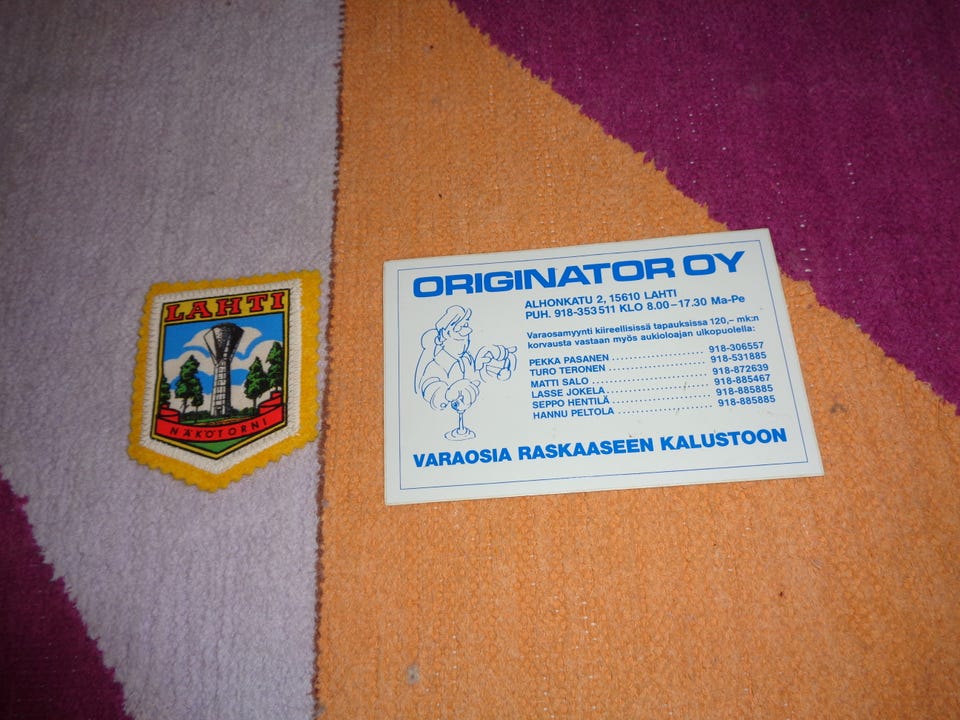 LAHTI
NÄKÖTORNI
ORIGINATOR OY
ALHONKATU 2, 15610 LAHTI
PUH. 918-353511 KLO 8.00–17.30 Ma-Pe
Varaosamyynti kiireellisissä tapauksissa 120,– mk:n
korvausta vastaan myös aukioloajan ulkopuolella:
PEKKA PASANEN ........................ 918-306557
TURO TERONEN ........................ 918-531885
MATTI SALO ........................ 918-872639
LASSE JOKELA ........................ 918-885467
SEPPO HENTILÄ ........................ 918-885885
HANNU PELTOLA ........................ 918-885885
VARAOSIA RASKAASEEN KALUSTOON